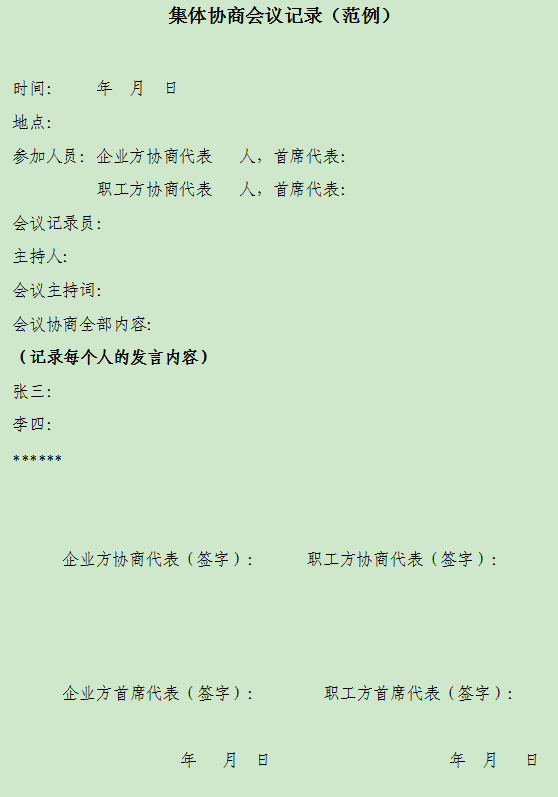 集体协商会议记录（范例）
时间：　　年　月　日
地点：
参加人员：企业方协商代表　人，首席代表：
职工方协商代表　人，首席代表：
会议记录员：
主持人：
会议主持词：
会议协商全部内容：
（记录每个人的发言内容）
张三：
李四：
******
企业方协商代表（签字）：　　　职工方协商代表（签字）：
企业方首席代表（签字）：　　　职工方首席代表（签字）：
年　月　日　　　　　　　　年　月　日